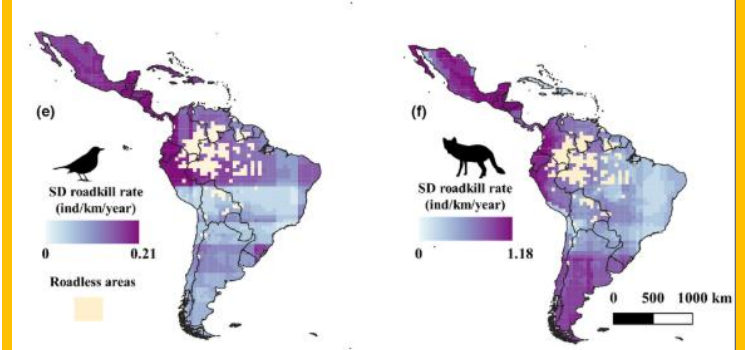 (e)
SD roadkill rate
(ind/km/year)
0 0.21
Roadless areas
(f)
SD roadkill rate
(ind/km/year)
0 1.18
0 500 1000 km